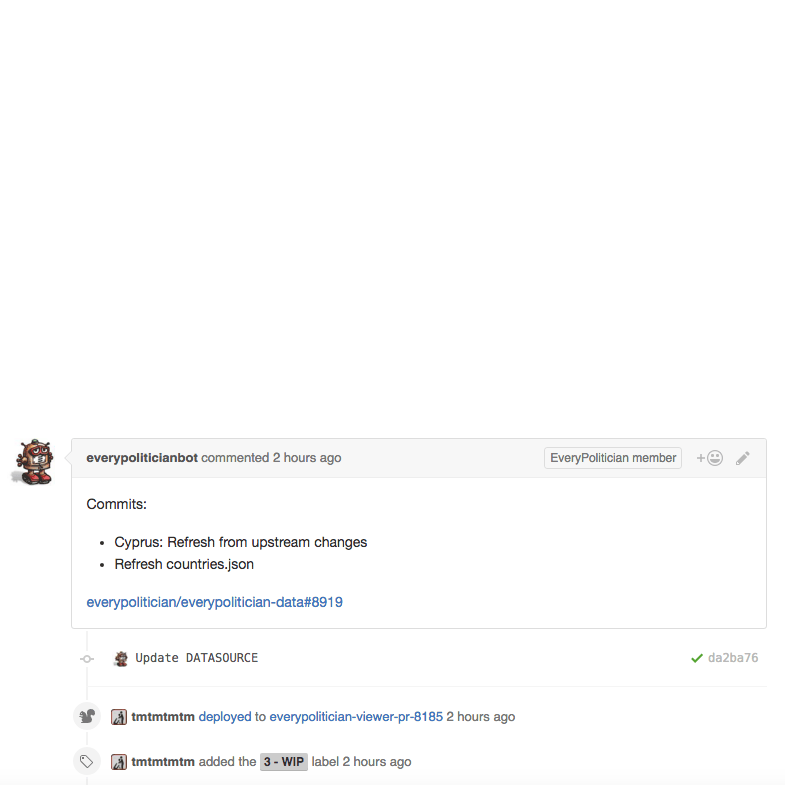 everypoliticianbot commented 2 hours ago EveryPolitician member
Commits:
Cyprus: Refresh from upstream changes
Refresh countries.json
everypolitician/everypolitician-data#8919
Update DATASOURCE da2ba76
tmtmtmtm deployed to everypolitician-viewer-pr-8185 2 hours ago
tmtmtmtm added the 3 - WIP label 2 hours ago